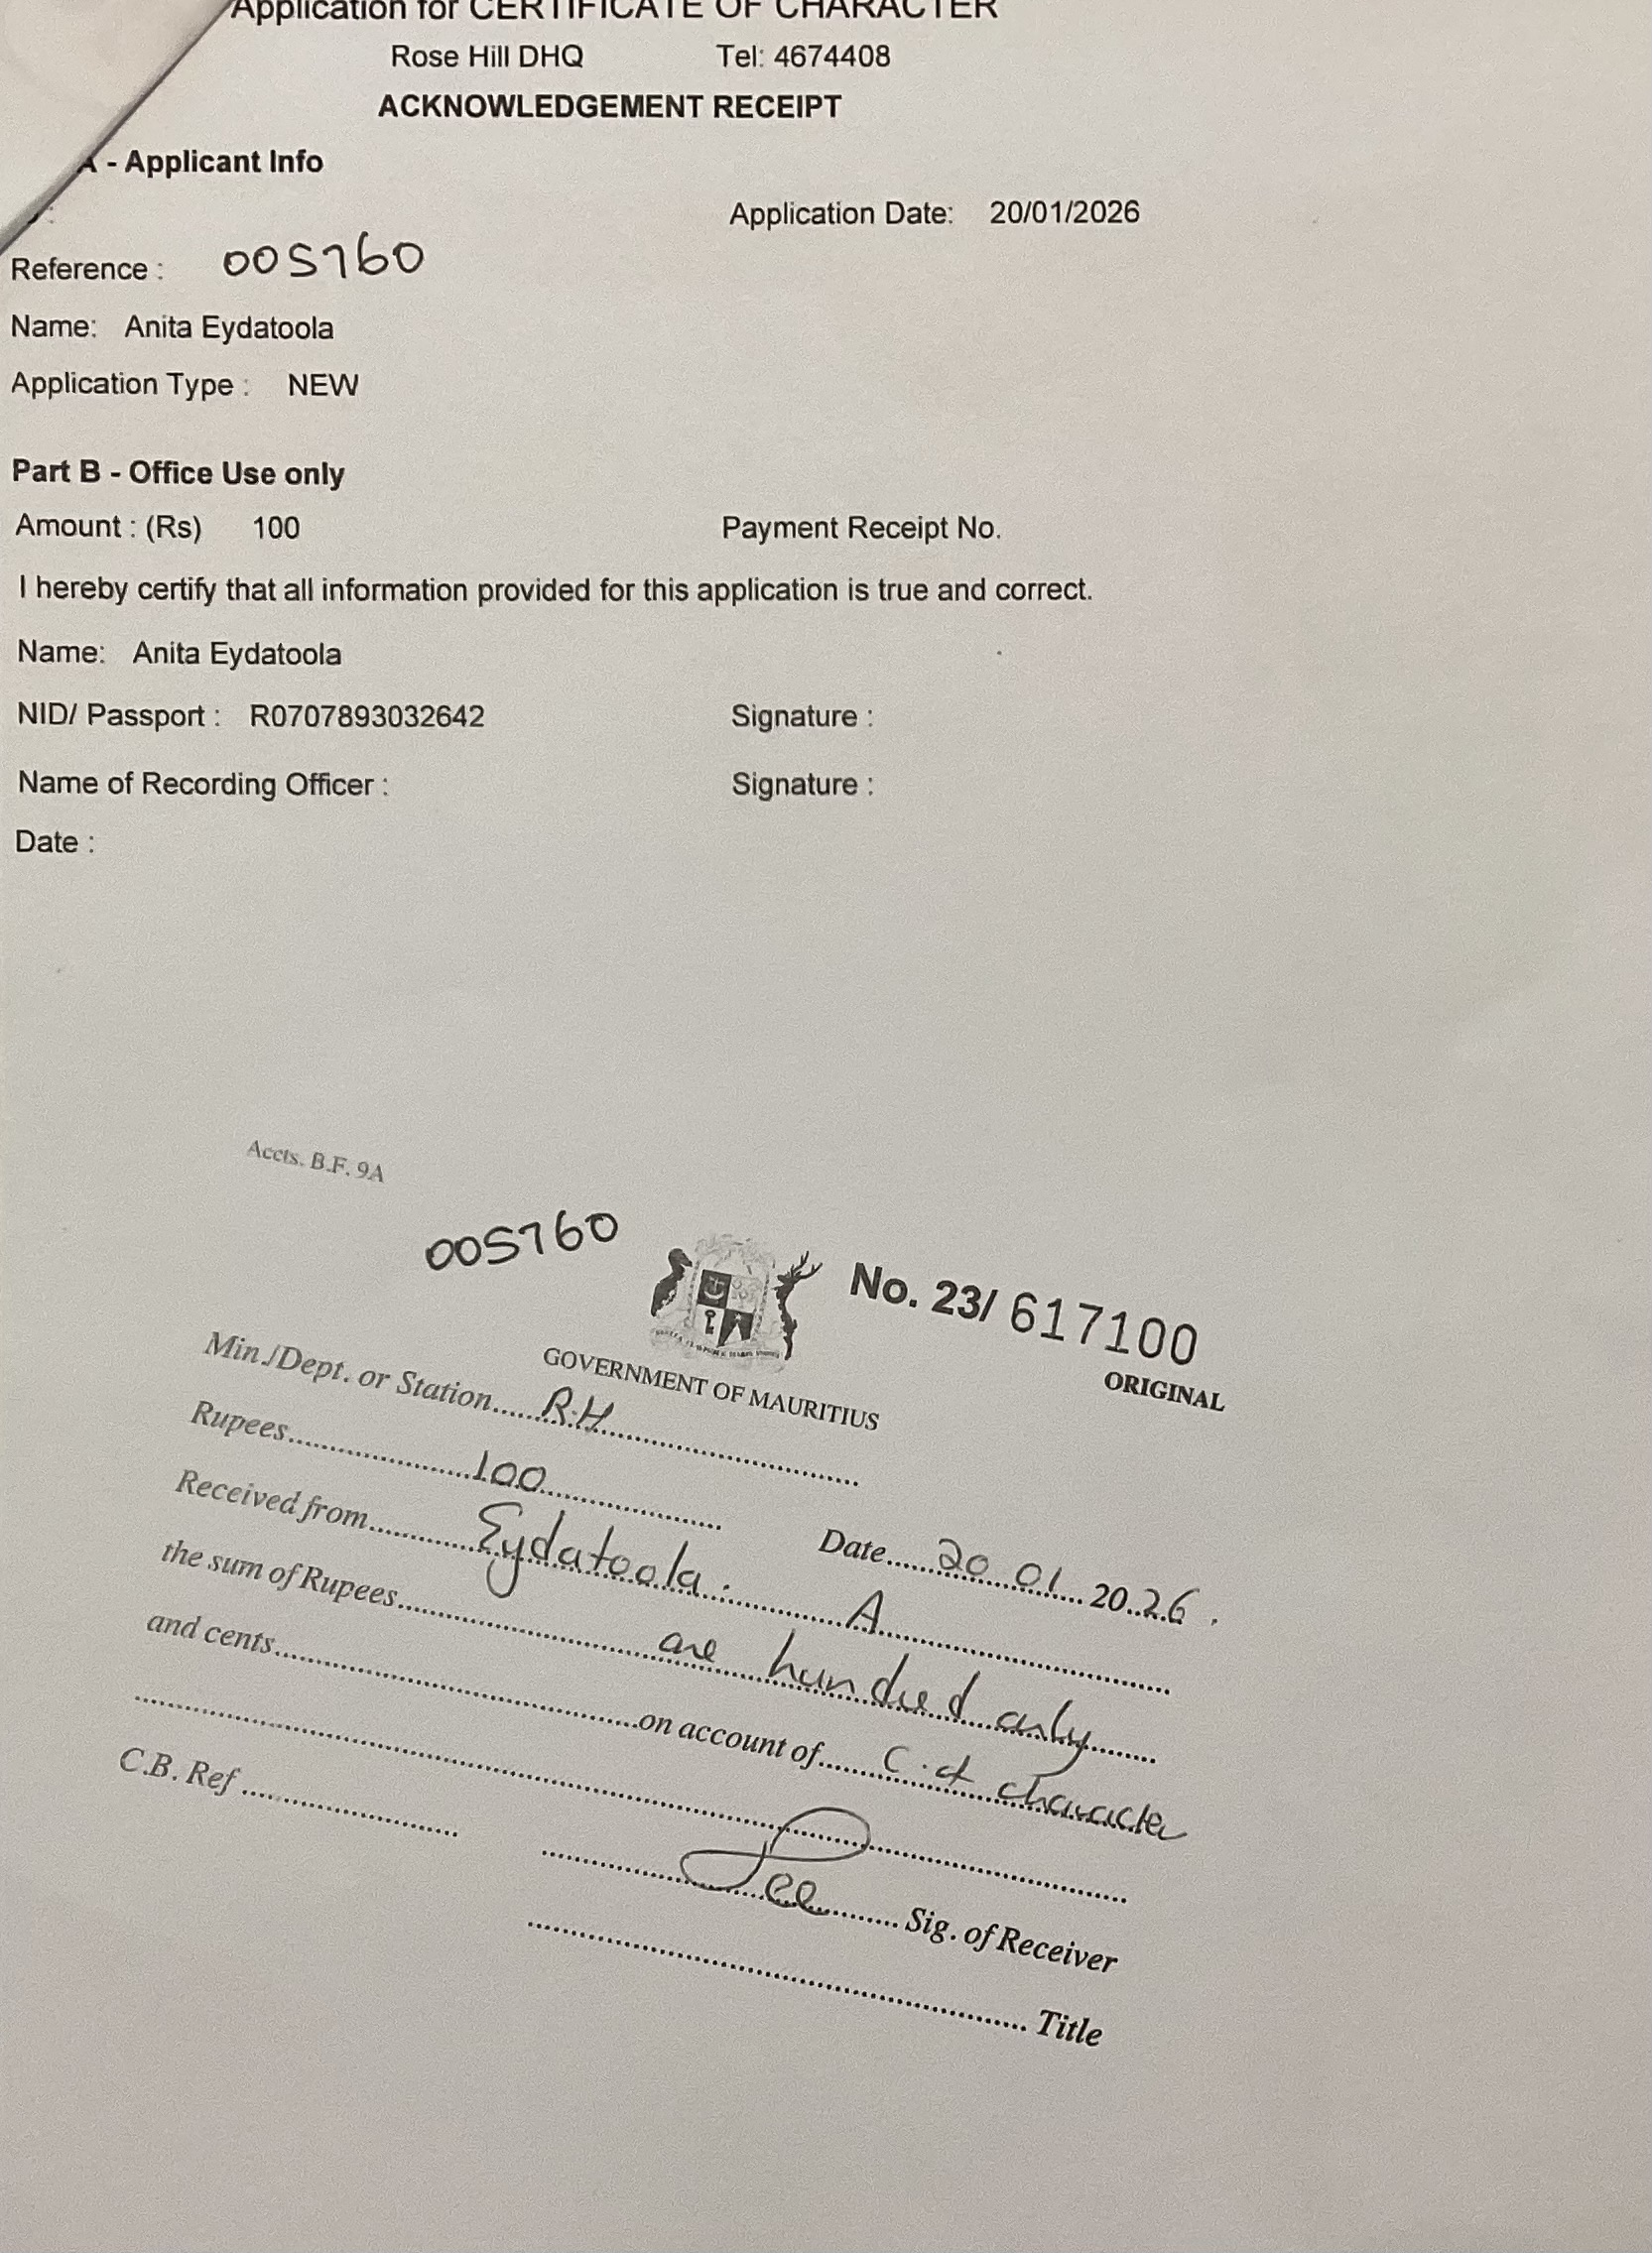 Application for CERTIFICATE OF CHARACTER
Rose Hill DHQ Tel: 4674408
ACKNOWLEDGEMENT RECEIPT
A - Applicant Info
Application Date: 20/01/2026
Reference : 005760
Name: Anita Eydatoola
Application Type : NEW
Part B - Office Use only
Amount : (Rs) 100 Payment Receipt No.
I hereby certify that all information provided for this application is true and correct.
Name: Anita Eydatoola
NID/ Passport : R0707893032642 Signature :
Name of Recording Officer : Signature :
Date :
Accts. B.F. 9A
005760
No. 23/ 617100
ORIGINAL
GOVERNMENT OF MAURITIUS
Min./Dept. or Station......R.H......
Rupees......100......
Date......20 01....2026.
Received from......Eydatoola. A......
the sum of Rupees......one hundred only......
and cents......on account of......C. of character
C.B. Ref ......
Lee......Sig. of Receiver
......Title